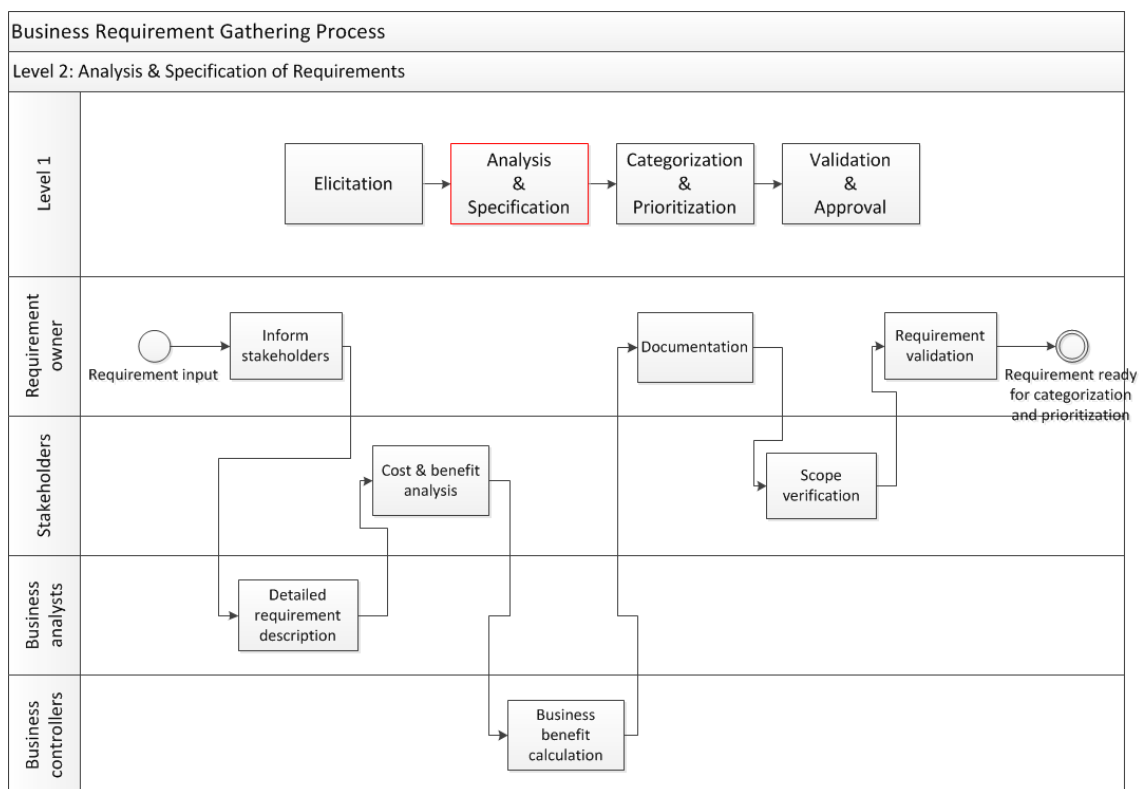 Business Requirement Gathering Process
Level 2: Analysis & Specification of Requirements
Level 1
Elicitation
Analysis
&
Specification
Categorization
&
Prioritization
Validation
&
Approval
Requirement
owner
Requirement input
Inform
stakeholders
Documentation
Requirement
validation
Requirement ready
for categorization
and prioritization
Stakeholders
Cost & benefit
analysis
Scope
verification
Business
analysts
Detailed
requirement
description
Business
controllers
Business
benefit
calculation